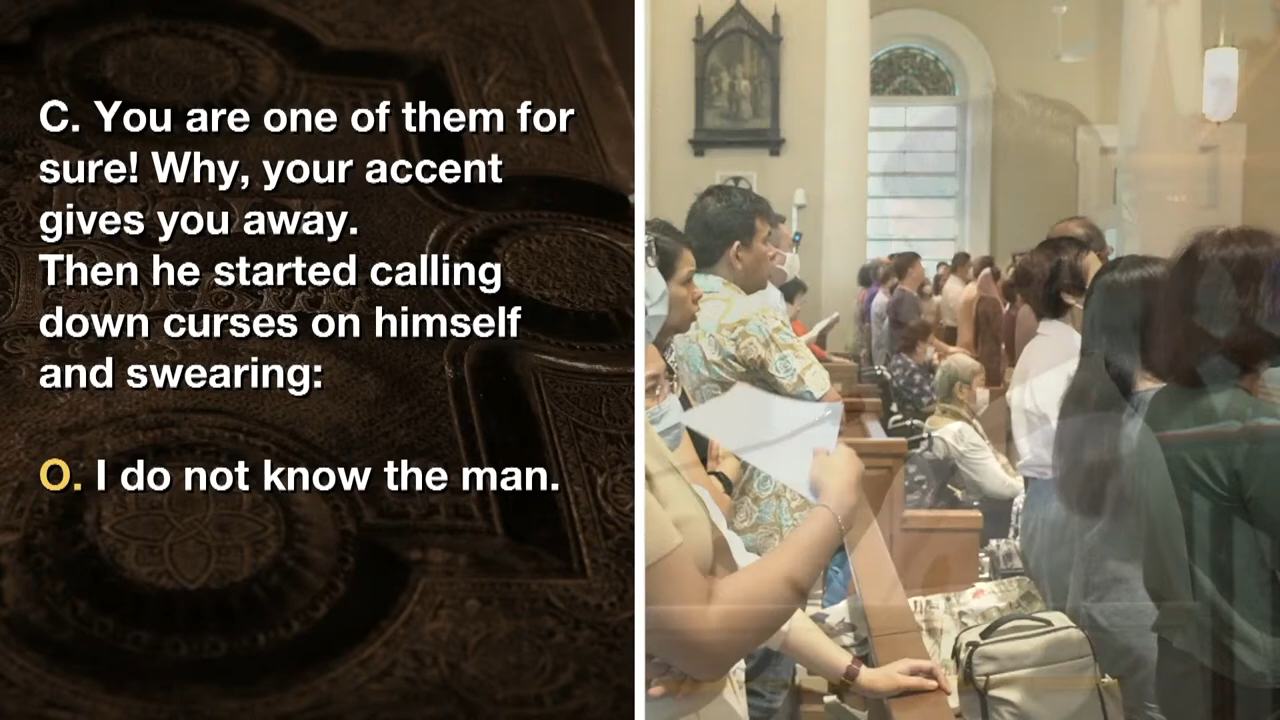 C. You are one of them for
sure! Why, your accent
gives you away.
Then he started calling
down curses on himself
and swearing:
O. I do not know the man.